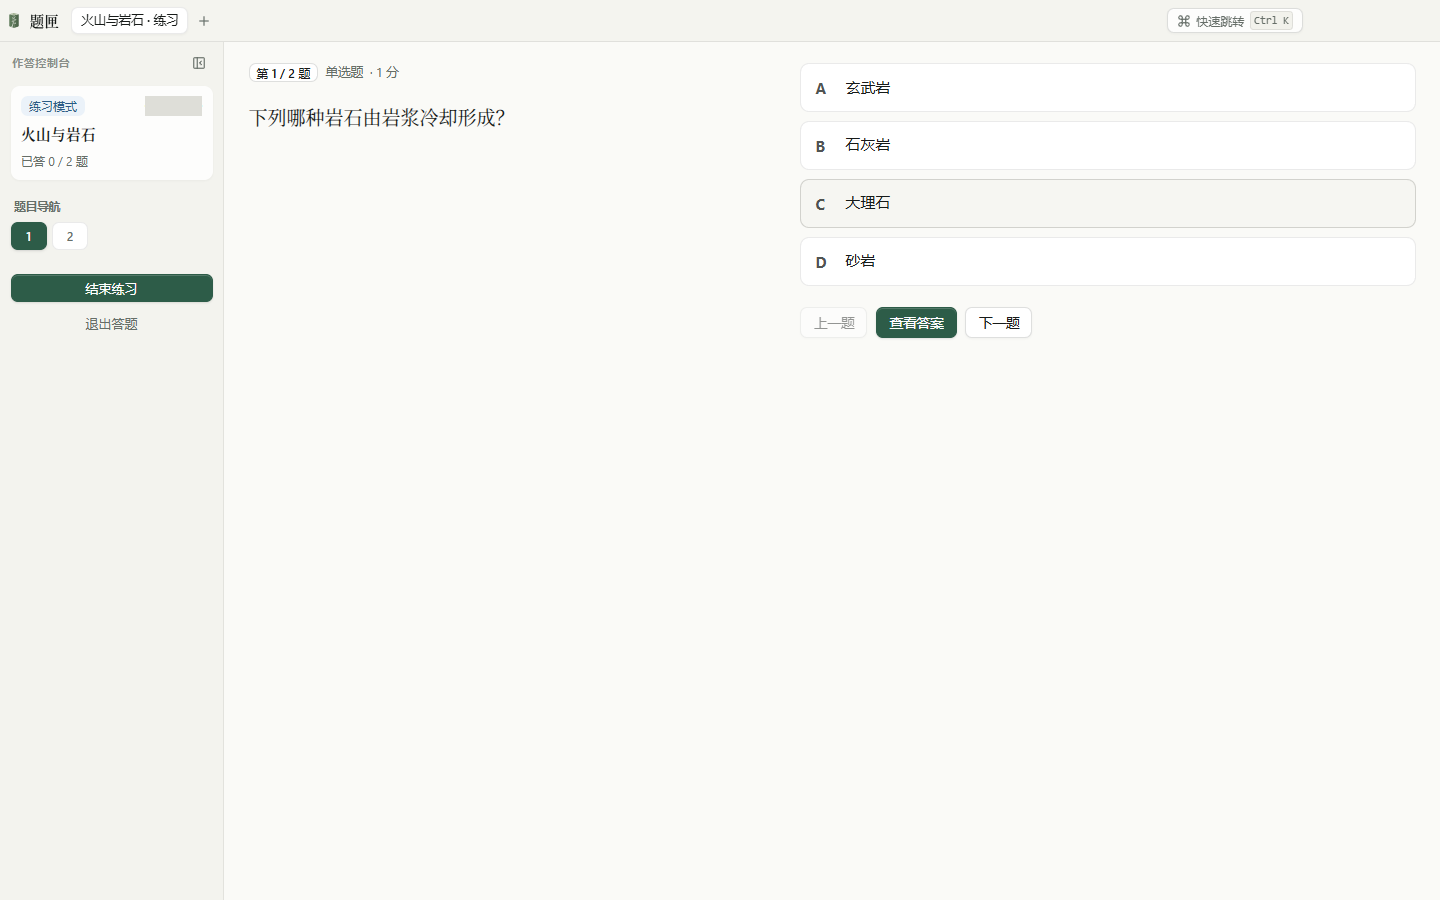 题匣
火山与岩石 · 练习
快速跳转 Ctrl K
作答控制台
练习模式
火山与岩石
已答 0 / 2 题
题目导航
1
2
结束练习
退出答题
第 1 / 2 题
单选题 · 1 分
下列哪种岩石由岩浆冷却形成？
A 玄武岩
B 石灰岩
C 大理石
D 砂岩
上一题
查看答案
下一题